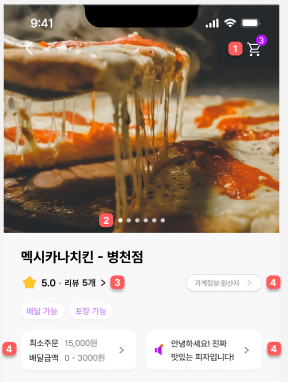 9:41
1
3
2
멕시카나치킨 - 병천점
5.0 · 리뷰 5개 > 3
가게정보·원산지 > 4
배달 가능 포장 가능
4 최소주문 15,000원
배달금액 0 - 3000원
안녕하세요! 진짜
맛있는 피자입니다!
4